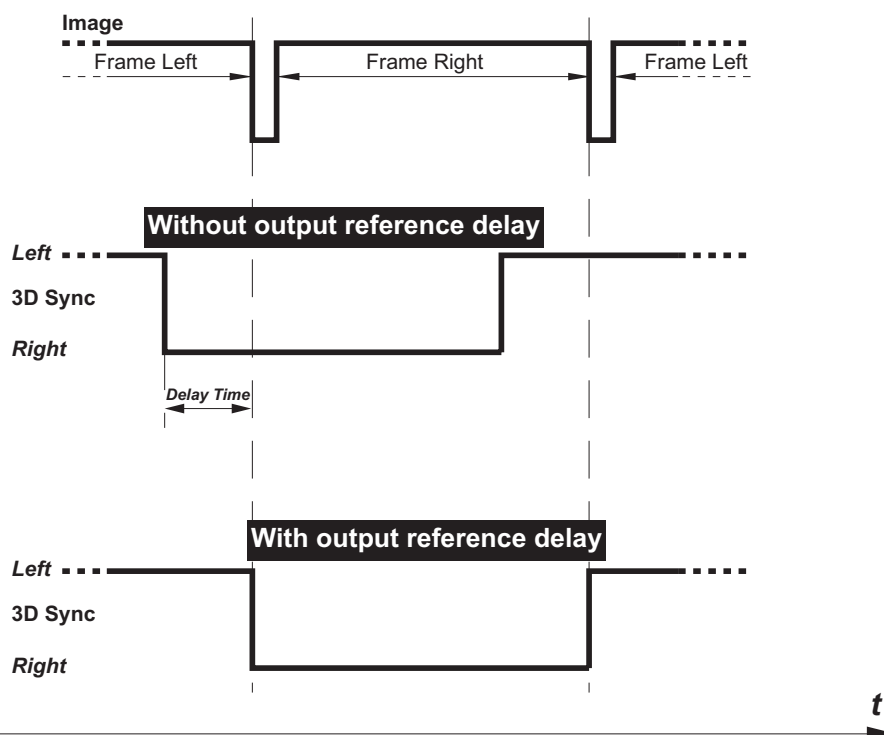 Image
Frame Left
Frame Right
Frame Left
Without output reference delay
Left
3D Sync
Right
Delay Time
With output reference delay
Left
3D Sync
Right
t